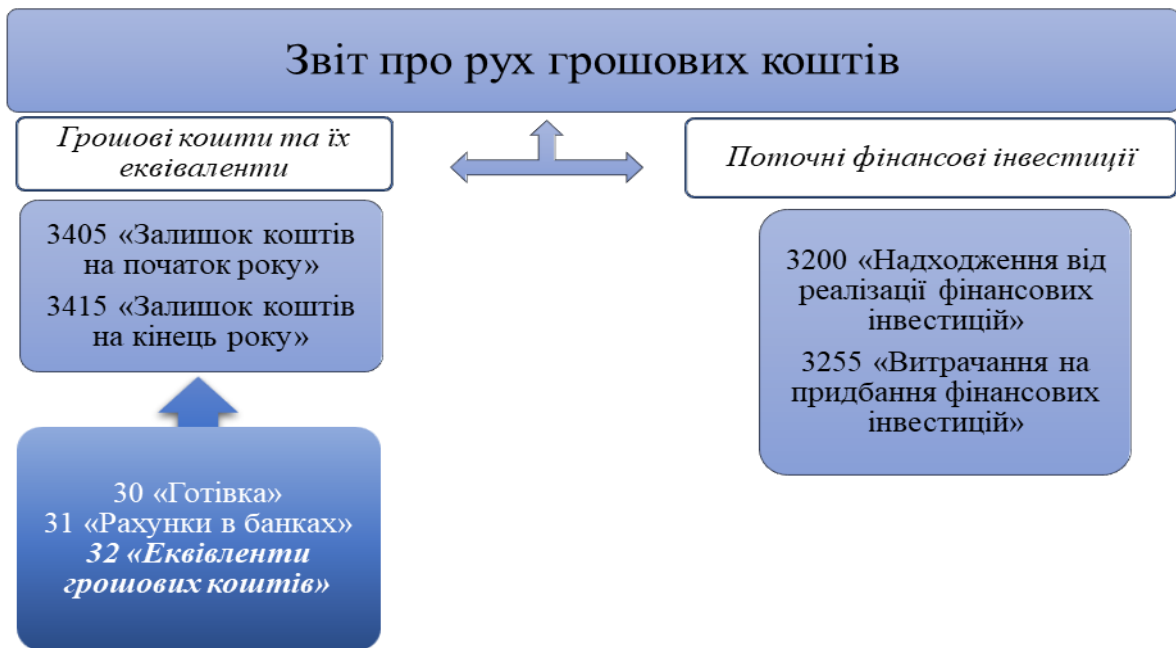 Звіт про рух грошових коштів
Грошові кошти та їх
еквіваленти
Поточні фінансові інвестиції
3405 «Залишок коштів
на початок року»
3415 «Залишок коштів
на кінець року»
3200 «Надходження від
реалізації фінансових
інвестицій»
3255 «Витрачання на
придбання фінансових
інвестицій»
30 «Готівка»
31 «Рахунки в банках»
32 «Еквівленти
грошових коштів»